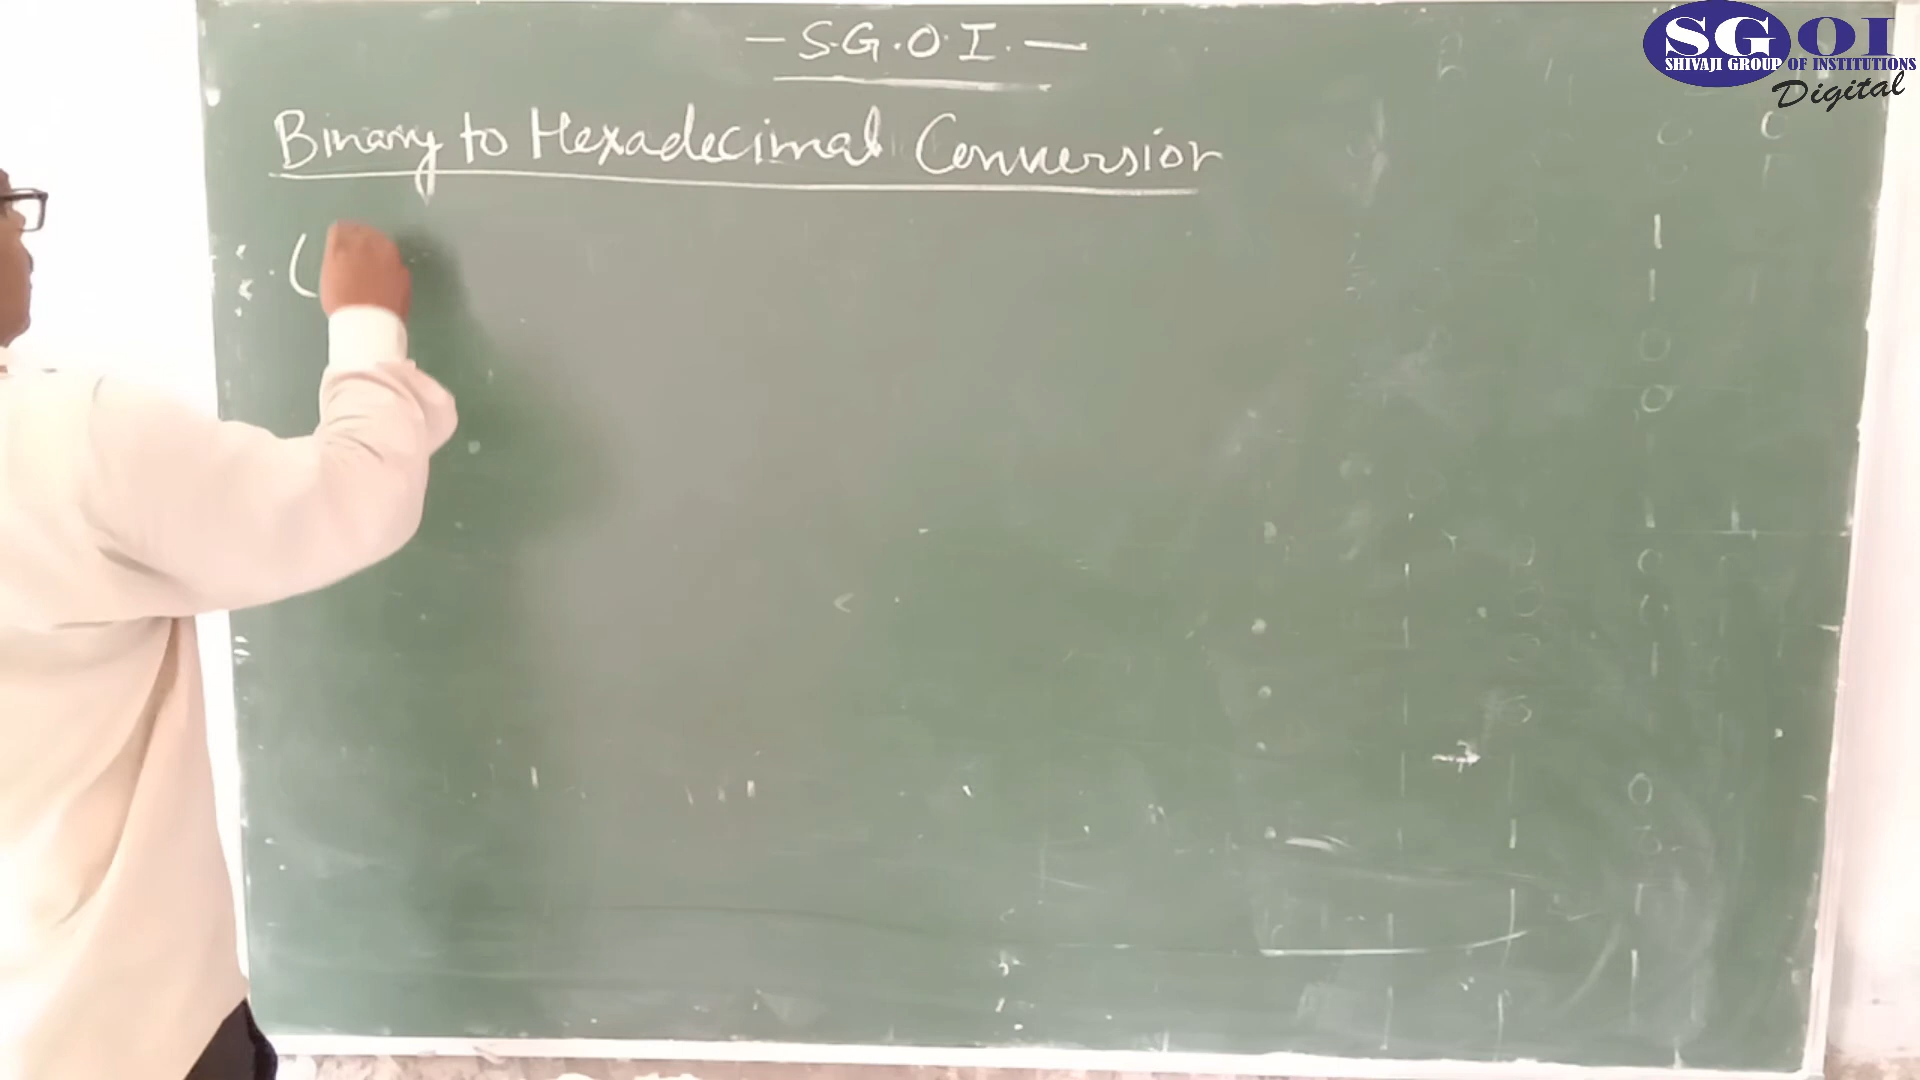 — S.G.O.I. —
SGOI
SHIVAJI GROUP OF INSTITUTIONS
Digital
Binary to Hexadecimal Conversion
(